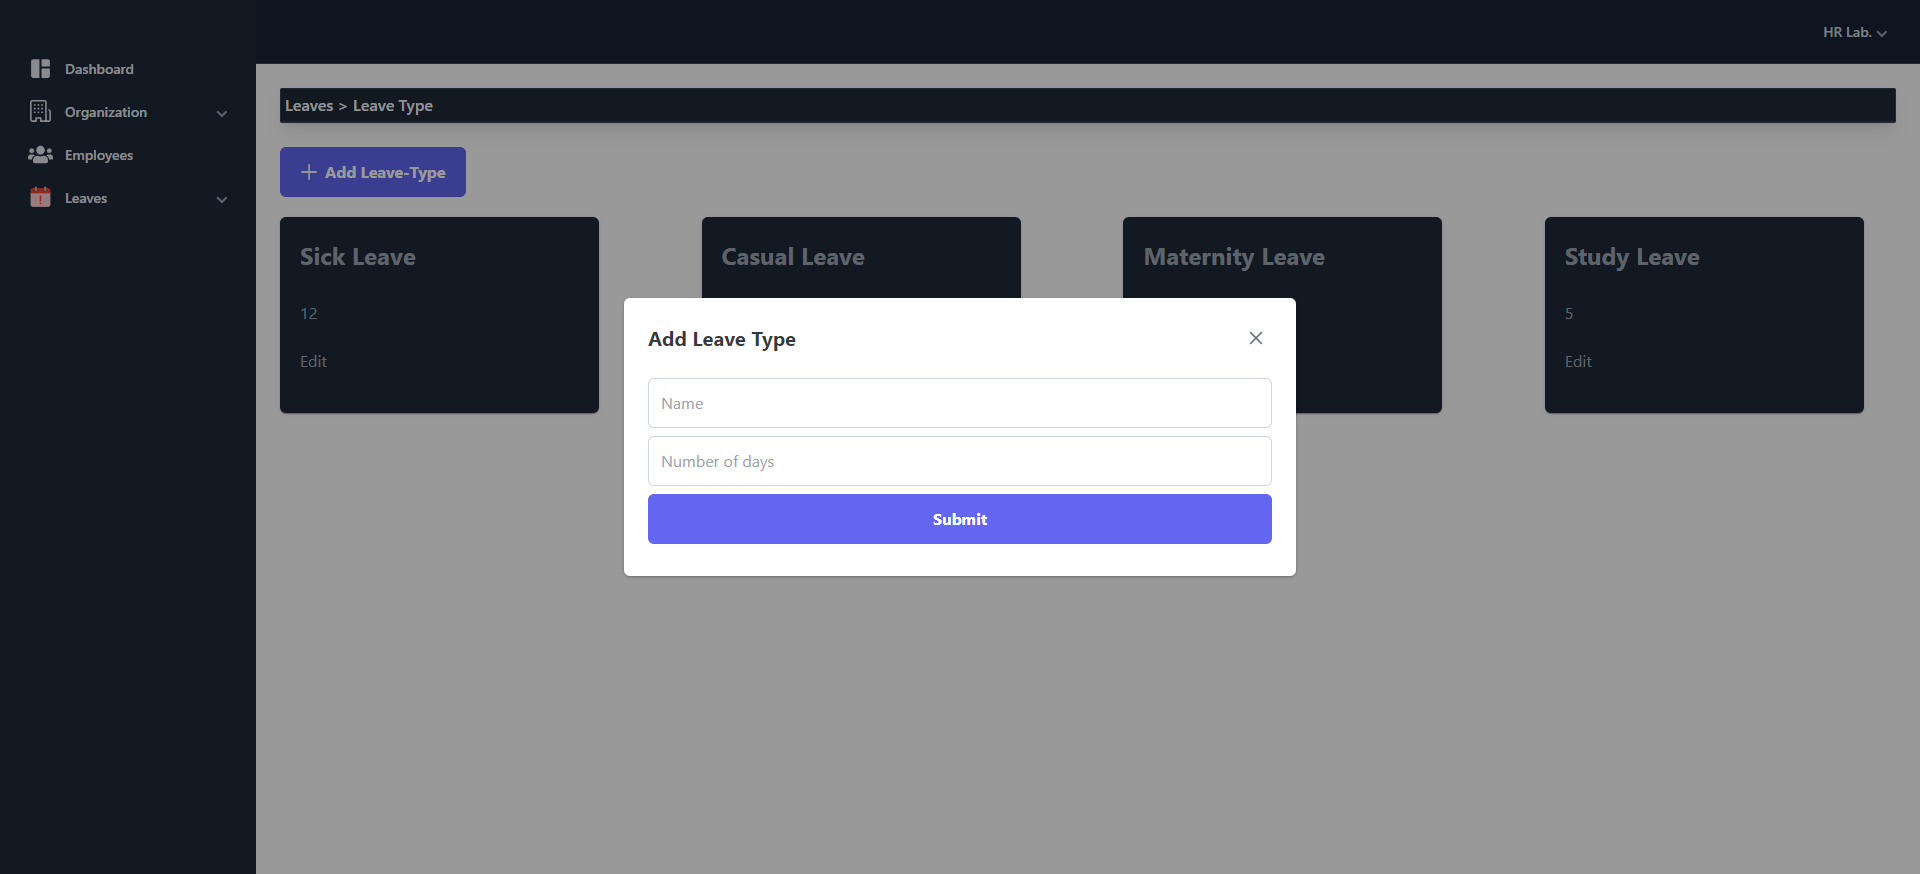 HR Lab.
Dashboard
Organization
Employees
Leaves
Leaves > Leave Type
Add Leave-Type
Sick Leave
12
Edit
Casual Leave
Maternity Leave
Study Leave
5
Edit
Add Leave Type
Name
Number of days
Submit